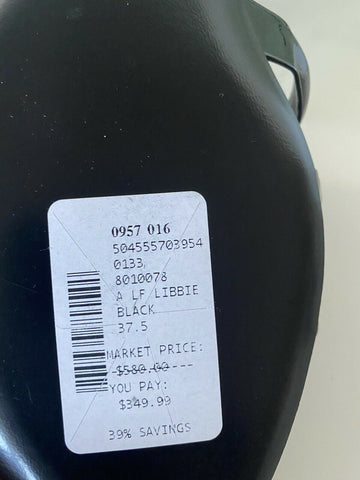 0957 016
504555703954
0133
8010078
A LF LIBBIE
BLACK
37.5
MARKET PRICE:
$580.00
YOU PAY:
$349.99
39% SAVINGS